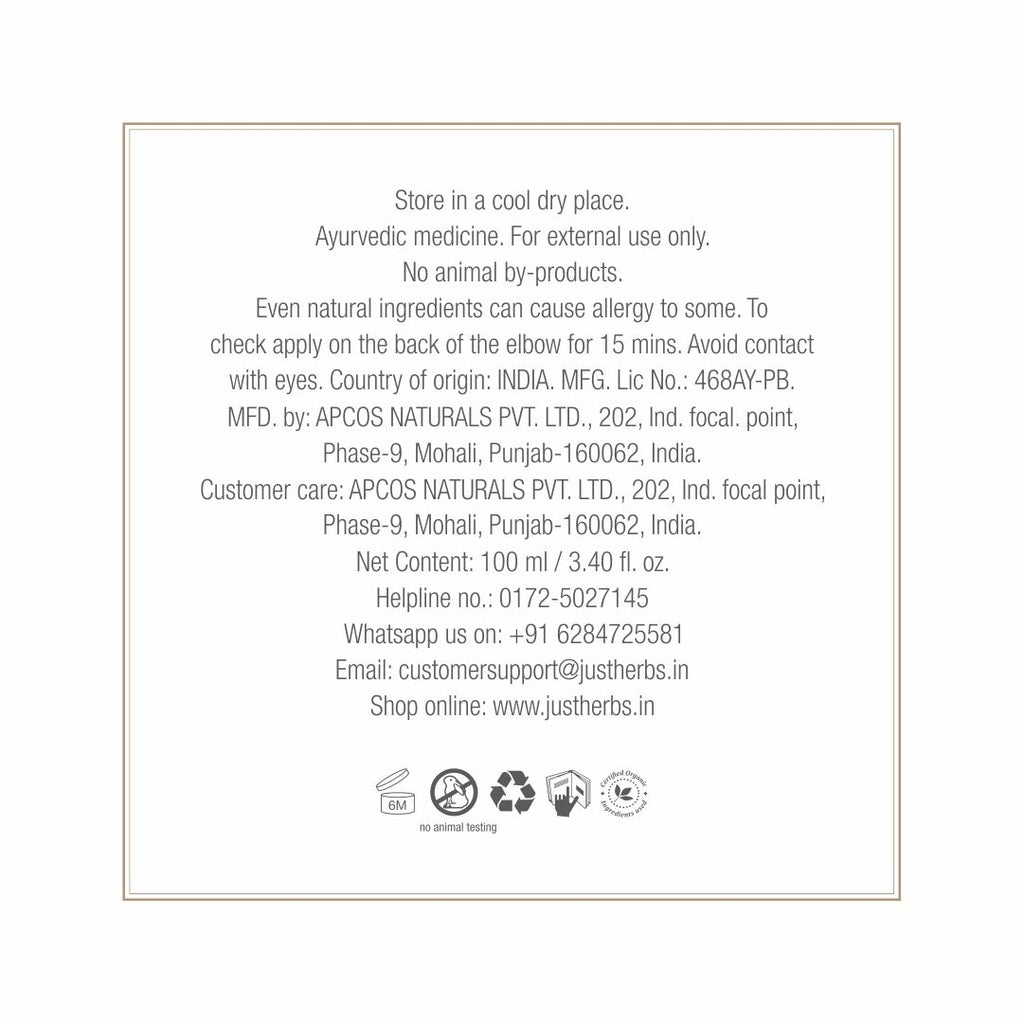 Store in a cool dry place.
Ayurvedic medicine. For external use only.
No animal by-products.
Even natural ingredients can cause allergy to some. To
check apply on the back of the elbow for 15 mins. Avoid contact
with eyes. Country of origin: INDIA. MFG. Lic No.: 468AY-PB.
MFD. by: APCOS NATURALS PVT. LTD., 202, Ind. focal. point,
Phase-9, Mohali, Punjab-160062, India.
Customer care: APCOS NATURALS PVT. LTD., 202, Ind. focal point,
Phase-9, Mohali, Punjab-160062, India.
Net Content: 100 ml / 3.40 fl. oz.
Helpline no.: 0172-5027145
Whatsapp us on: +91 6284725581
Email: customersupport@justherbs.in
Shop online: www.justherbs.in
6M
no animal testing
Certified Organic
Ingredients used